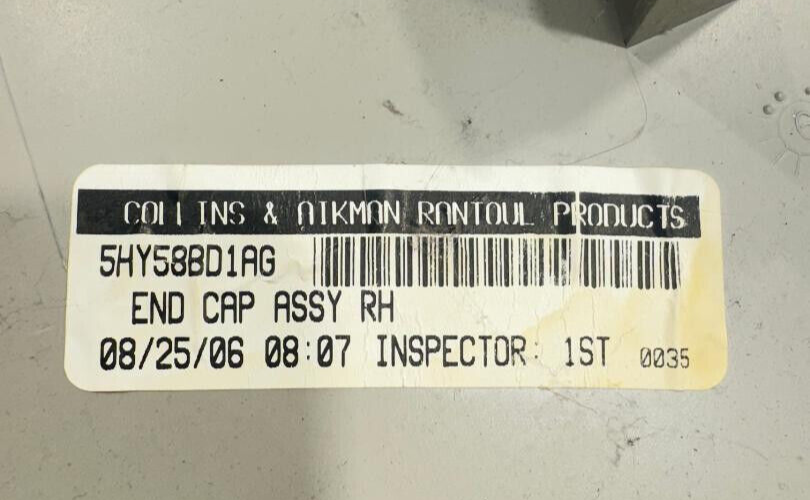 COLLINS & AIKMAN RANTOUL PRODUCTS
5HY58BD1AG
END CAP ASSY RH
08/25/06 08:07 INSPECTOR: 1ST 0035